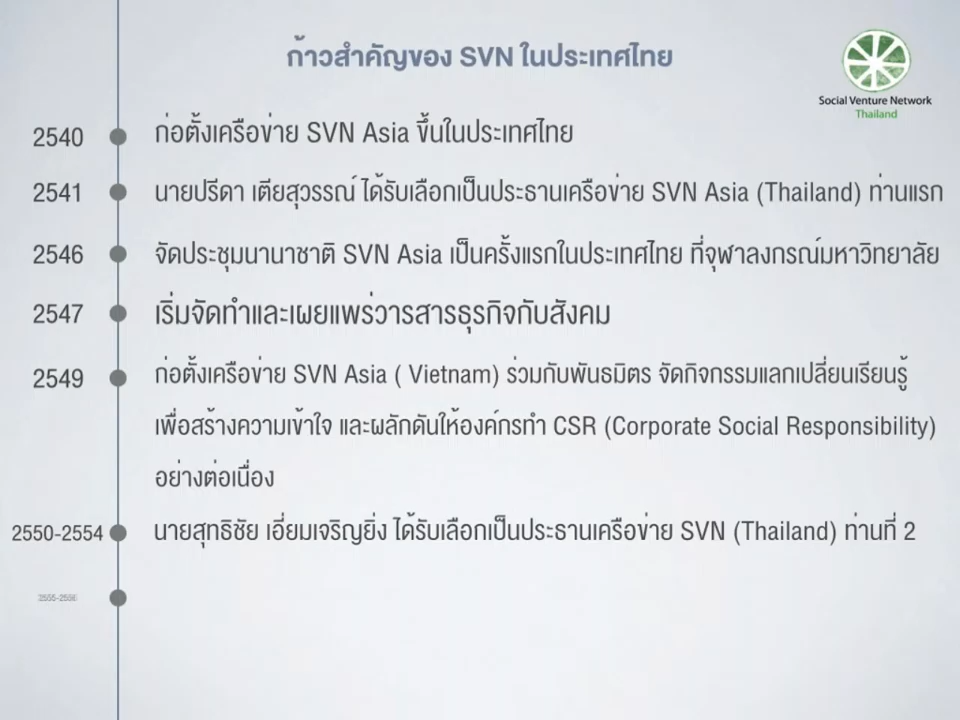 ก้าวสำคัญของ SVN ในประเทศไทย
Social Venture Network
Thailand
2540 ก่อตั้งเครือข่าย SVN Asia ขึ้นในประเทศไทย
2541 นายปรีดา เตียสุวรรณ์ ได้รับเลือกเป็นประธานเครือข่าย SVN Asia (Thailand) ท่านแรก
2546 จัดประชุมนานาชาติ SVN Asia เป็นครั้งแรกในประเทศไทย ที่จุฬาลงกรณ์มหาวิทยาลัย
2547 เริ่มจัดทำและเผยแพร่วารสารธุรกิจกับสังคม
2549 ก่อตั้งเครือข่าย SVN Asia ( Vietnam) ร่วมกับพันธมิตร จัดกิจกรรมแลกเปลี่ยนเรียนรู้
เพื่อสร้างความเข้าใจ และผลักดันให้องค์กรทำ CSR (Corporate Social Responsibility)
อย่างต่อเนื่อง
2550-2554 นายสุทธิชัย เอี่ยมเจริญยิ่ง ได้รับเลือกเป็นประธานเครือข่าย SVN (Thailand) ท่านที่ 2